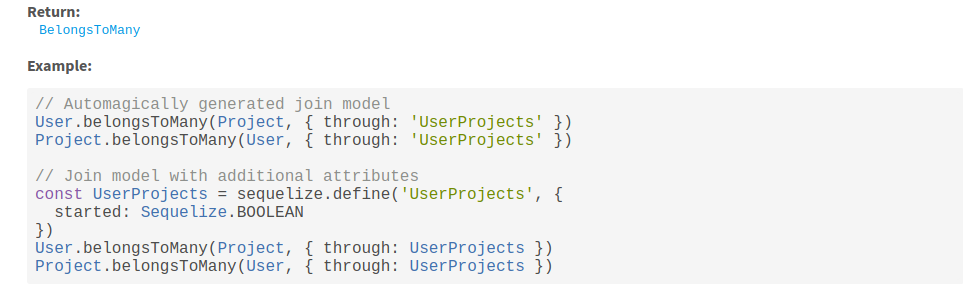 Return:
BelongsToMany
Example:
// Automagically generated join model
User.belongsToMany(Project, { through: 'UserProjects' })
Project.belongsToMany(User, { through: 'UserProjects' })
// Join model with additional attributes
const UserProjects = sequelize.define('UserProjects', {
  started: Sequelize.BOOLEAN
})
User.belongsToMany(Project, { through: UserProjects })
Project.belongsToMany(User, { through: UserProjects })